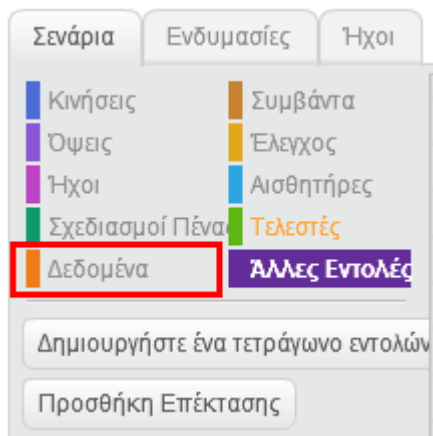 Σενάρια Ενδυμασίες Ήχοι
Κινήσεις Συμβάντα
Όψεις Έλεγχος
Ήχοι Αισθητήρες
Σχεδιασμοί Πένας Τελεστές
Δεδομένα Άλλες Εντολές
Δημιουργήστε ένα τετράγωνο εντολών
Προσθήκη Επέκτασης